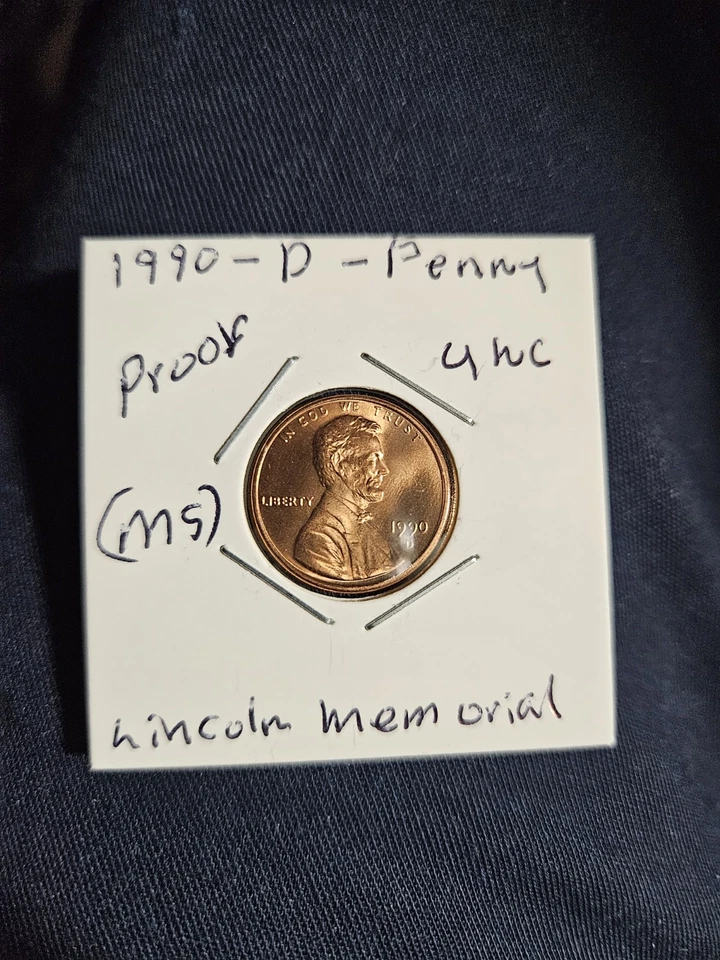 1990-D-Penny
Proof
unc
IN GOD WE TRUST
LIBERTY
1990
D
(MS)
Lincoln Memorial